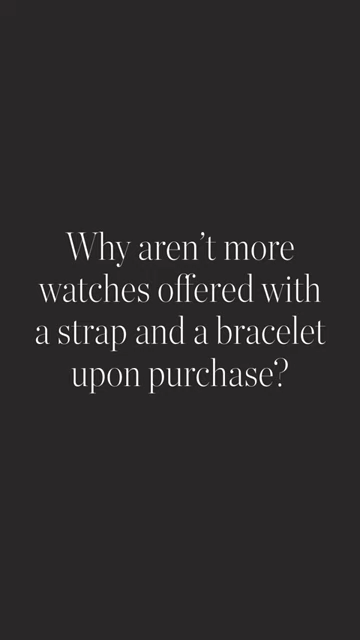 Why aren’t more
watches offered with
a strap and a bracelet
upon purchase?